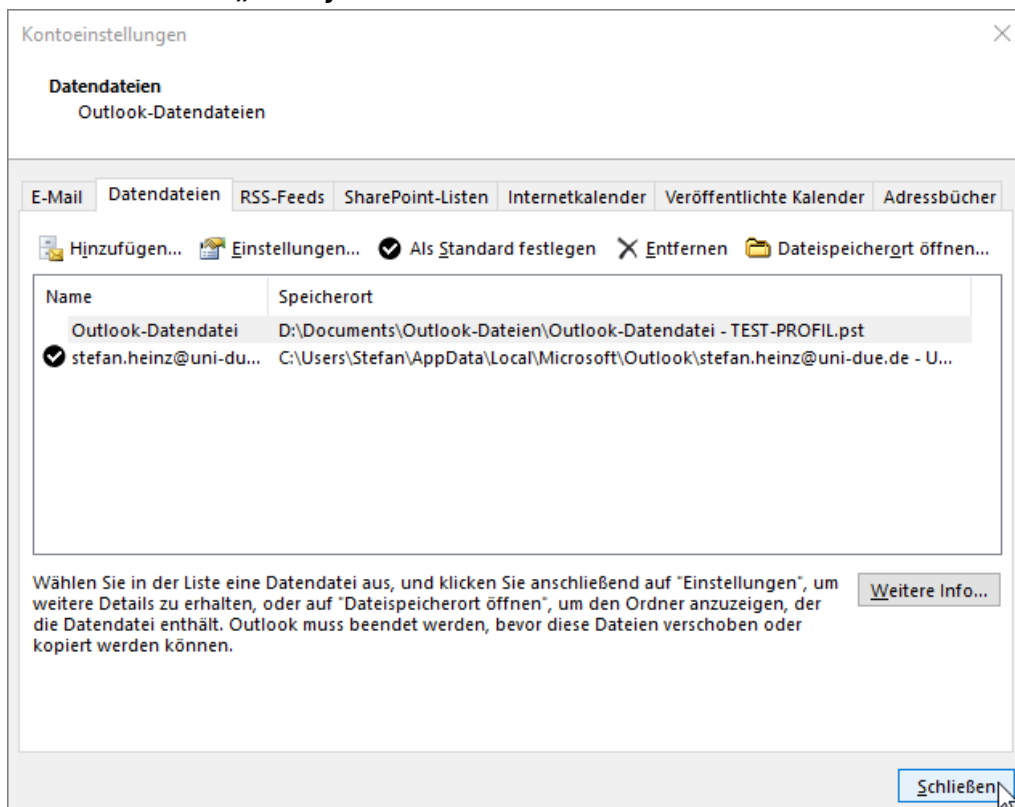 Kontoeinstellungen
Datendateien
Outlook-Datendateien
E-Mail Datendateien RSS-Feeds SharePoint-Listen Internetkalender Veröffentlichte Kalender Adressbücher
Hinzufügen... Einstellungen... Als Standard festlegen Entfernen Dateispeicherort öffnen...
Name Speicherort
Outlook-Datendatei D:\Documents\Outlook-Dateien\Outlook-Datendatei - TEST-PROFIL.pst
stefan.heinz@uni-du... C:\Users\Stefan\AppData\Local\Microsoft\Outlook\stefan.heinz@uni-due.de - U...
Wählen Sie in der Liste eine Datendatei aus, und klicken Sie anschließend auf "Einstellungen", um
weitere Details zu erhalten, oder auf "Dateispeicherort öffnen", um den Ordner anzuzeigen, der
die Datendatei enthält. Outlook muss beendet werden, bevor diese Dateien verschoben oder
kopiert werden können.
Weitere Info...
Schließen